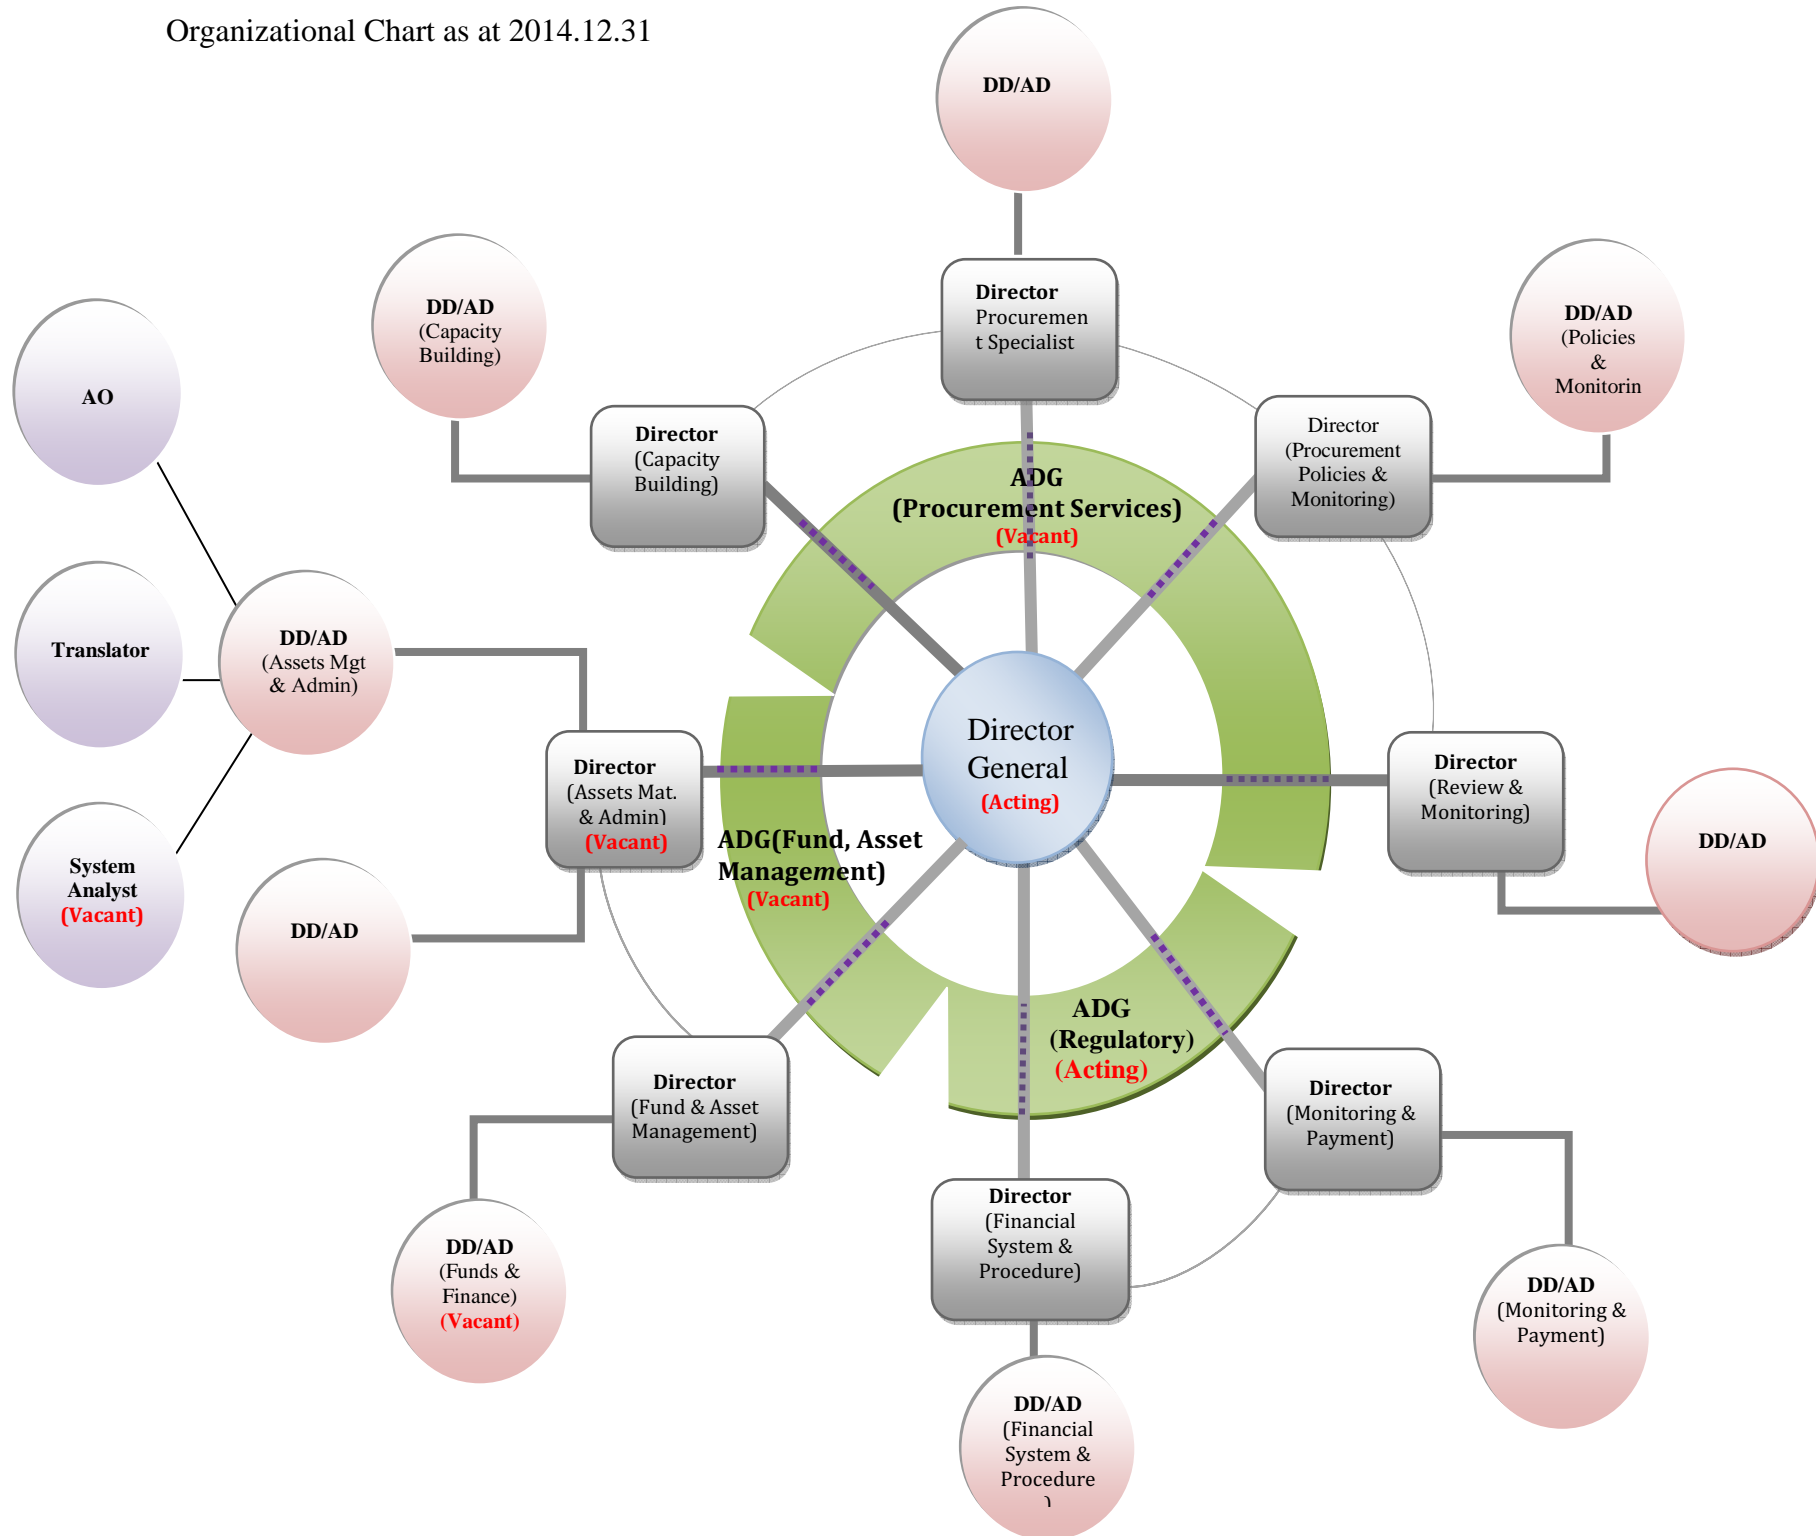 Organizational Chart as at 2014.12.31
DD/AD
DD/AD
(Capacity
Building)
Director
Procuremen
t Specialist
DD/AD
(Policies
&
Monitorin
AO
Director
(Capacity
Building)
Director
(Procurement
Policies &
Monitoring)
ADG
(Procurement Services)
(Vacant)
Translator
DD/AD
(Assets Mgt
& Admin)
Director
General
(Acting)
Director
(Assets Mat.
& Admin)
(Vacant)
Director
(Review &
Monitoring)
ADG(Fund, Asset
Management)
(Vacant)
DD/AD
System
Analyst
(Vacant)
DD/AD
ADG
(Regulatory)
(Acting)
Director
(Fund & Asset
Management)
Director
(Monitoring &
Payment)
Director
(Financial
System &
Procedure)
DD/AD
(Funds &
Finance)
(Vacant)
DD/AD
(Monitoring &
Payment)
DD/AD
(Financial
System &
Procedure
)